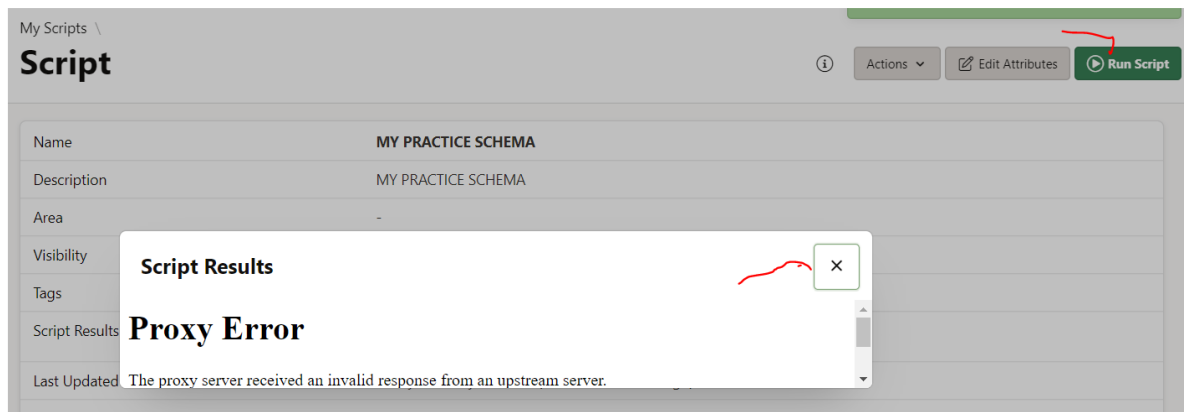 My Scripts \
Script
Actions Edit Attributes Run Script
Name MY PRACTICE SCHEMA
Description MY PRACTICE SCHEMA
Area -
Visibility
Tags
Script Results
Last Updated
Script Results
Proxy Error
The proxy server received an invalid response from an upstream server.